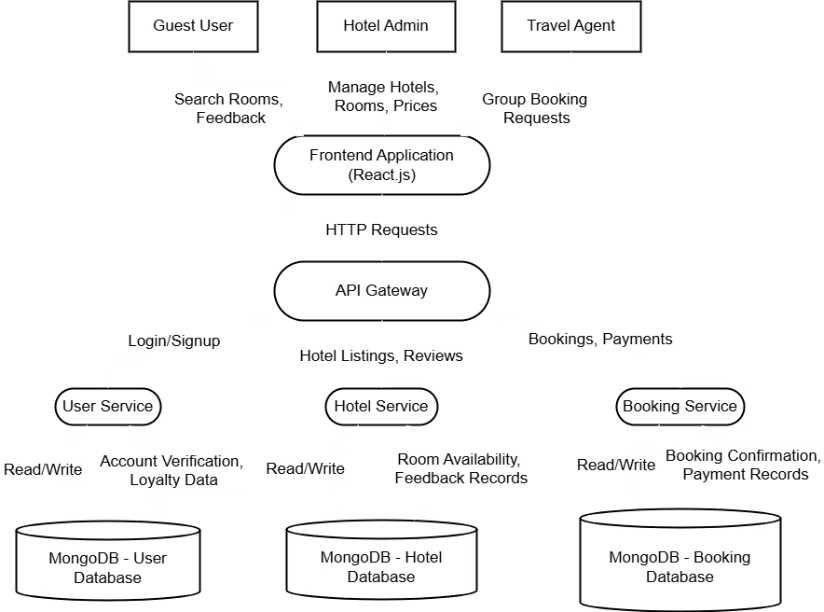 Guest User
Hotel Admin
Travel Agent
Search Rooms,
Feedback
Manage Hotels,
Rooms, Prices
Group Booking
Requests
Frontend Application
(React.js)
HTTP Requests
API Gateway
Login/Signup
Hotel Listings, Reviews
Bookings, Payments
User Service
Hotel Service
Booking Service
Read/Write
Account Verification,
Loyalty Data
Read/Write
Room Availability,
Feedback Records
Read/Write
Booking Confirmation,
Payment Records
MongoDB - User
Database
MongoDB - Hotel
Database
MongoDB - Booking
Database